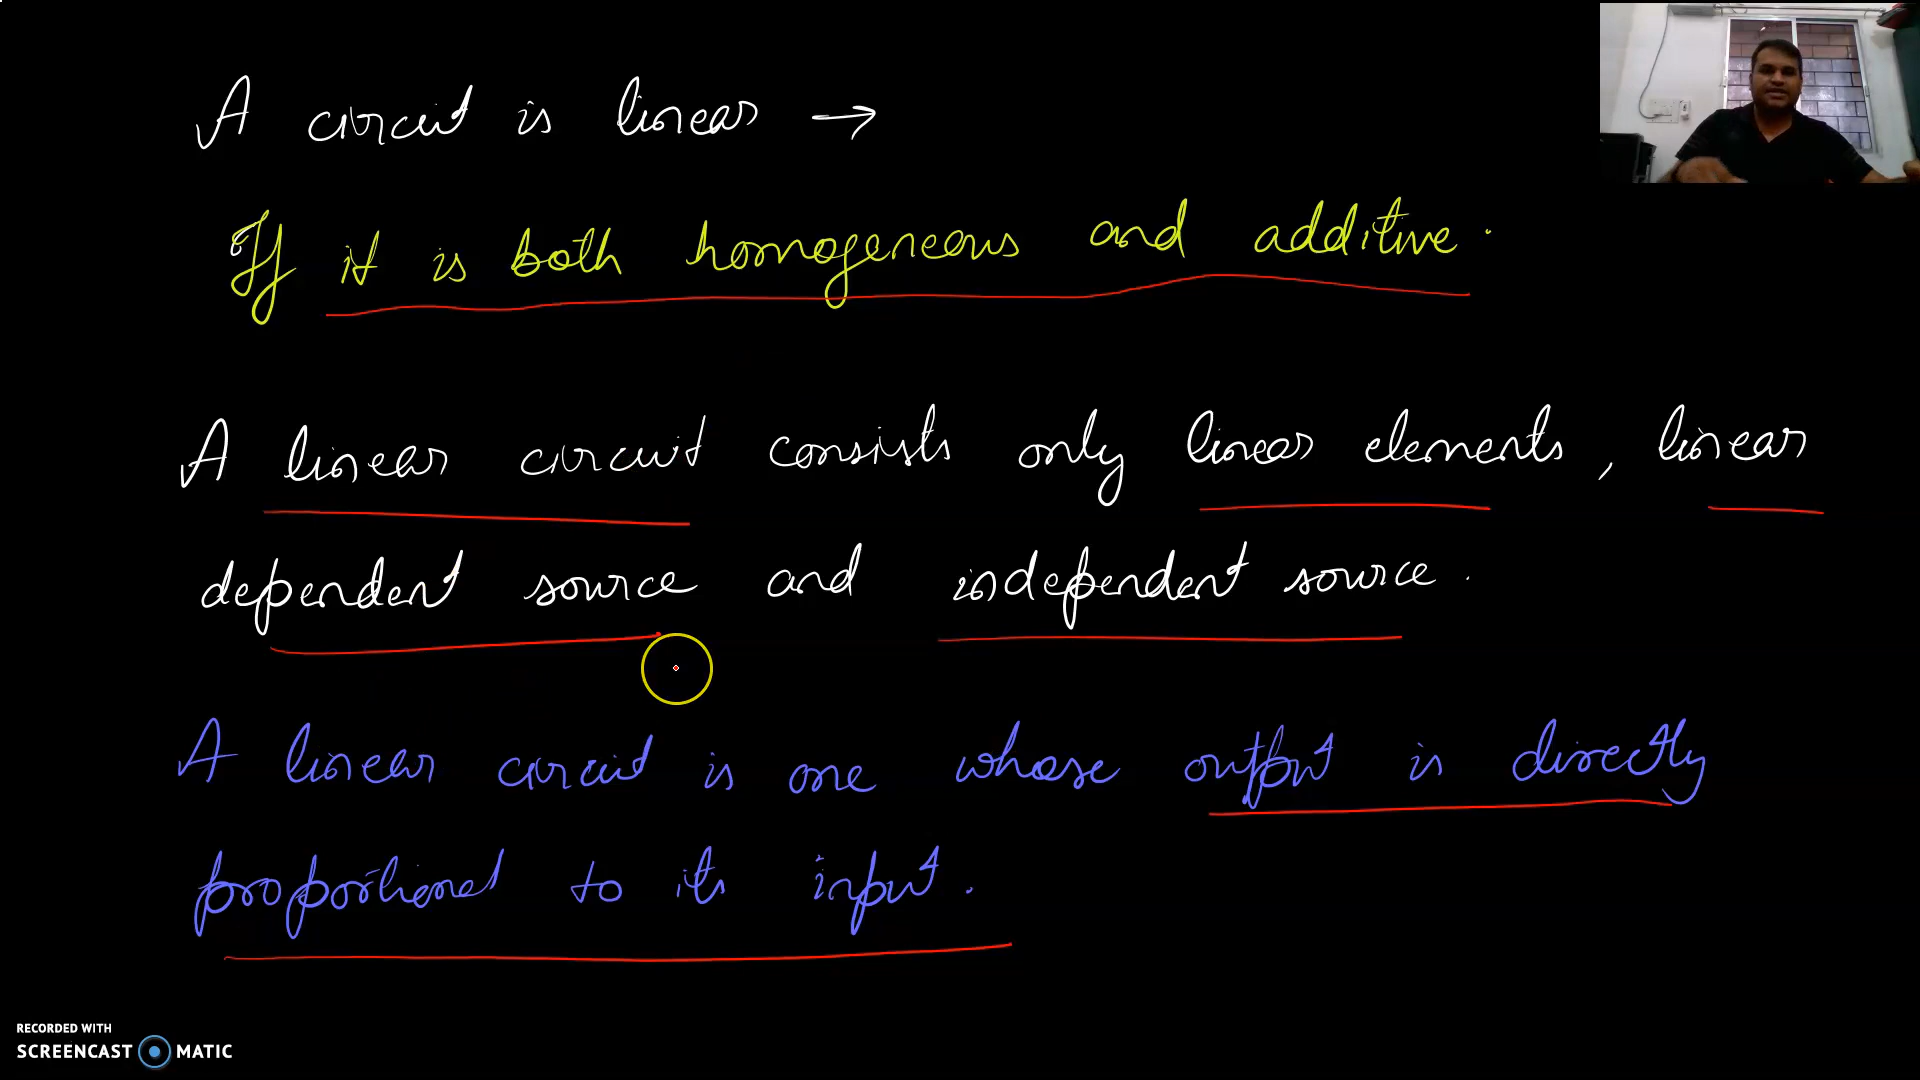 A circuit is linear →
If it is both homogeneous and additive.
A linear circuit consists only linear elements, linear
dependent source and independent source.
A linear circuit is one whose output is directly
proportional to its input.
RECORDED WITH
SCREENCAST MATIC